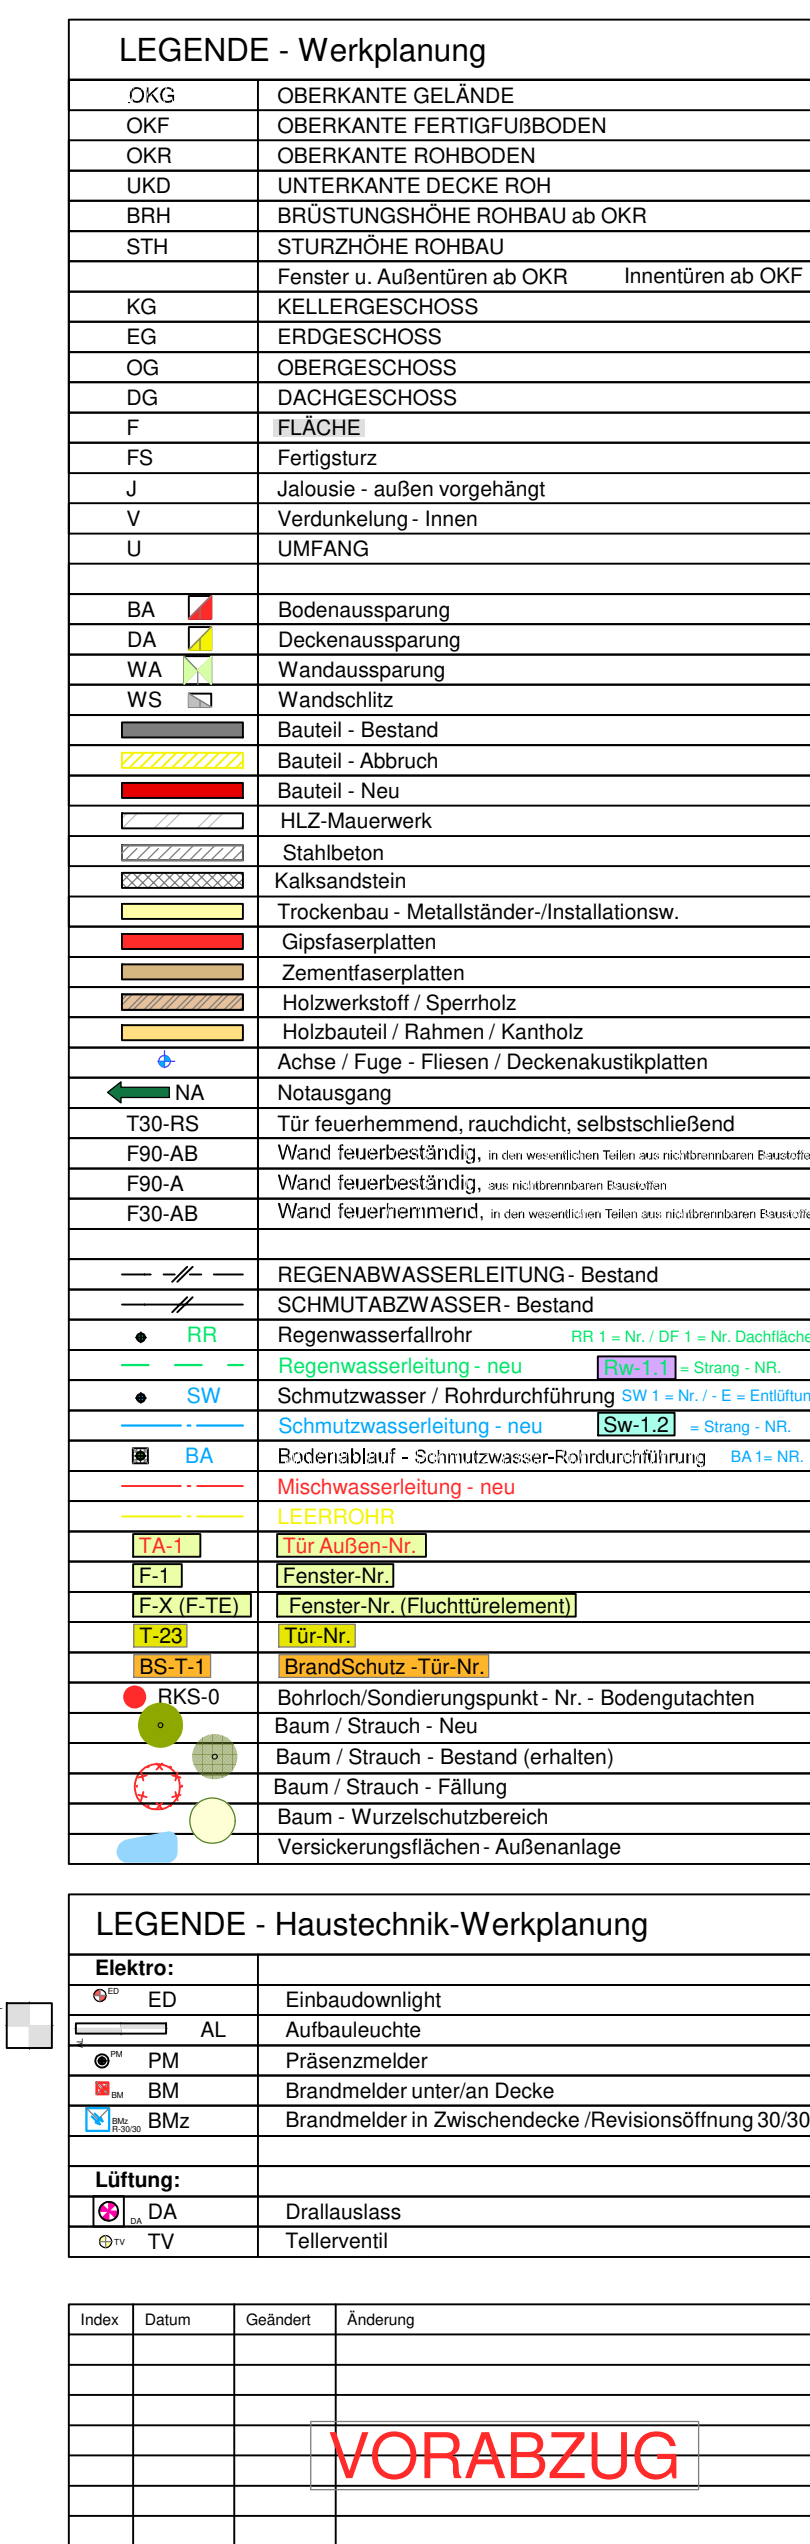 LEGENDE - Werkplanung
OKG OBERKANTE GELÄNDE
OKF OBERKANTE FERTIGFUßBODEN
OKR OBERKANTE ROHBODEN
UKD UNTERKANTE DECKE ROH
BRH BRÜSTUNGSHÖHE ROHBAU ab OKR
STH STURZHÖHE ROHBAU
Fenster u. Außentüren ab OKR Innentüren ab OKF
KG KELLERGESCHOSS
EG ERDGESCHOSS
OG OBERGESCHOSS
DG DACHGESCHOSS
F FLÄCHE
FS Fertigsturz
J Jalousie - außen vorgehängt
V Verdunkelung - Innen
U UMFANG
BA Bodenaussparung
DA Deckenaussparung
WA Wandaussparung
WS Wandschlitz
Bauteil - Bestand
Bauteil - Abbruch
Bauteil - Neu
HLZ-Mauerwerk
Stahlbeton
Kalksandstein
Trockenbau - Metallständer-/Installationsw.
Gipsfaserplatten
Zementfaserplatten
Holzwerkstoff / Sperrholz
Holzbauteil / Rahmen / Kantholz
Achse / Fuge - Fliesen / Deckenakustikplatten
NA Notausgang
T30-RS Tür feuerhemmend, rauchdicht, selbstschließend
F90-AB Wand feuerbeständig, in den wesentlichen Teilen aus nichtbrennbaren Baustoffe
F90-A Wand feuerbeständig, aus nichtbrennbaren Baustoffen
F30-AB Wand feuerhemmend, in den wesentlichen Teilen aus nichtbrennbaren Baustoffe
REGENABWASSERLEITUNG - Bestand
SCHMUTABZWASSER - Bestand
RR Regenwasserfallrohr RR 1 = Nr. / DF 1 = Nr. Dachfläche
Regenwasserleitung - neu Rw-1.1 = Strang - NR.
SW Schmutzwasser / Rohrdurchführung SW 1 = Nr. / - E = Entlüftun
Schmutzwasserleitung - neu Sw-1.2 = Strang - NR.
BA Bodenablauf - Schmutzwasser-Rohrdurchführung BA 1= NR.
Mischwasserleitung - neu
LEERROHR
TA-1 Tür Außen-Nr.
F-1 Fenster-Nr.
F-X (F-TE) Fenster-Nr. (Fluchttürelement)
T-23 Tür-Nr.
BS-T-1 BrandSchutz -Tür-Nr.
RKS-0 Bohrloch/Sondierungspunkt - Nr. - Bodengutachten
Baum / Strauch - Neu
Baum / Strauch - Bestand (erhalten)
Baum / Strauch - Fällung
Baum - Wurzelschutzbereich
Versickerungsflächen - Außenanlage
LEGENDE - Haustechnik-Werkplanung
Elektro:
ED ED Einbaudownlight
AL AL Aufbauleuchte
PM PM Präsenzmelder
BM BM Brandmelder unter/an Decke
BMz R-30/30 BMz Brandmelder in Zwischendecke /Revisionsöffnung 30/30
Lüftung:
DA DA Drallauslass
TV TV Tellerventil
Index Datum Geändert Änderung
VORABZUG